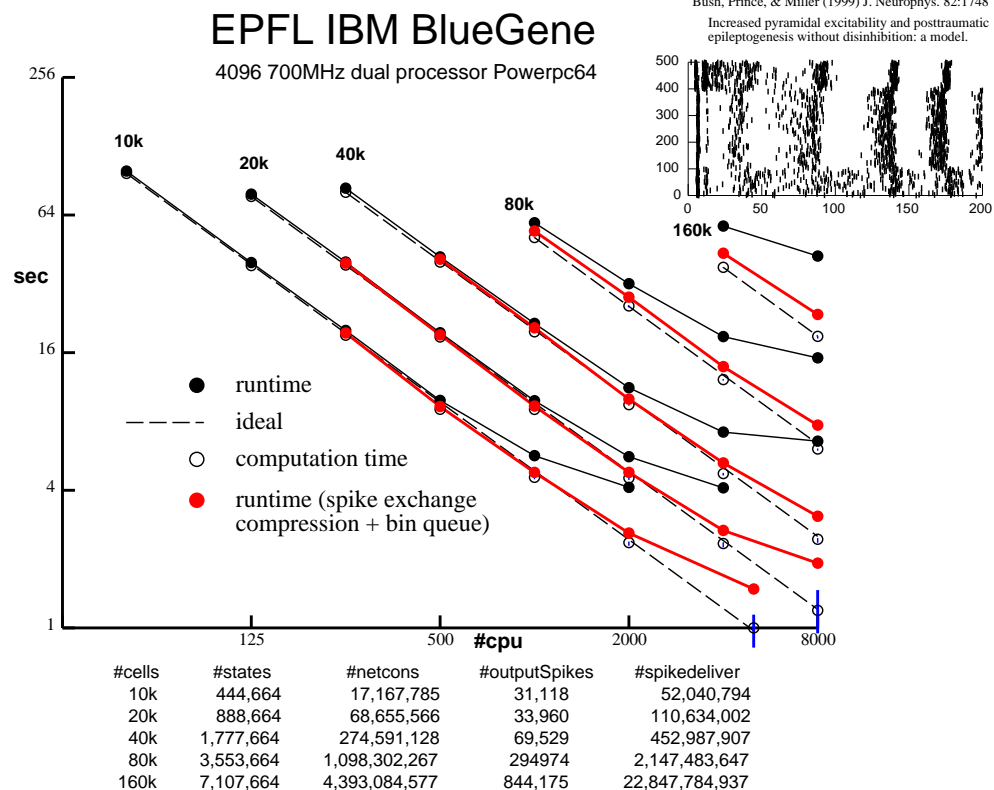 Bush, Prince, & Miller (1999) J. Neurophys. 82:1748
Increased pyramidal excitability and posttraumatic
epileptogenesis without disinhibition: a model.
EPFL IBM BlueGene
4096 700MHz dual processor Powerpc64
500
400
300
200
100
0
0 50 100 150 200
256
64
sec
16
4
1
10k
20k
40k
80k
160k
runtime
ideal
computation time
runtime (spike exchange
compression + bin queue)
125 500 #cpu 2000 8000
#cells #states #netcons #outputSpikes #spikedeliver
10k 444,664 17,167,785 31,118 52,040,794
20k 888,664 68,655,566 33,960 110,634,002
40k 1,777,664 274,591,128 69,529 452,987,907
80k 3,553,664 1,098,302,267 294974 2,147,483,647
160k 7,107,664 4,393,084,577 844,175 22,847,784,937